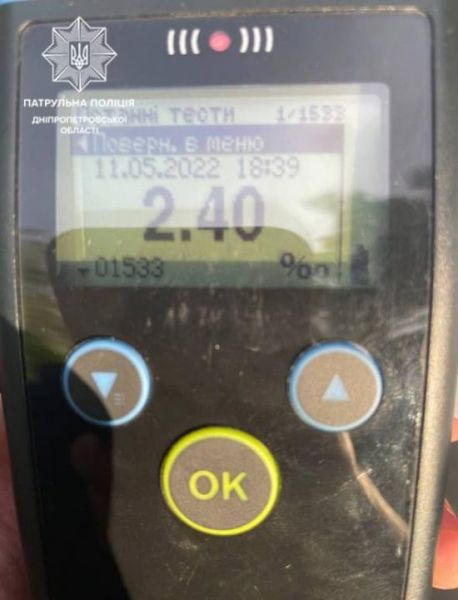 ПАТРУЛЬНА ПОЛІЦІЯ
ДНІПРОПЕТРОВСЬКОЇ
ОБЛАСТІ
тести 1/1533
Поверн. в меню
11.05.2022 18:39
2.40
01533 ‰
OK